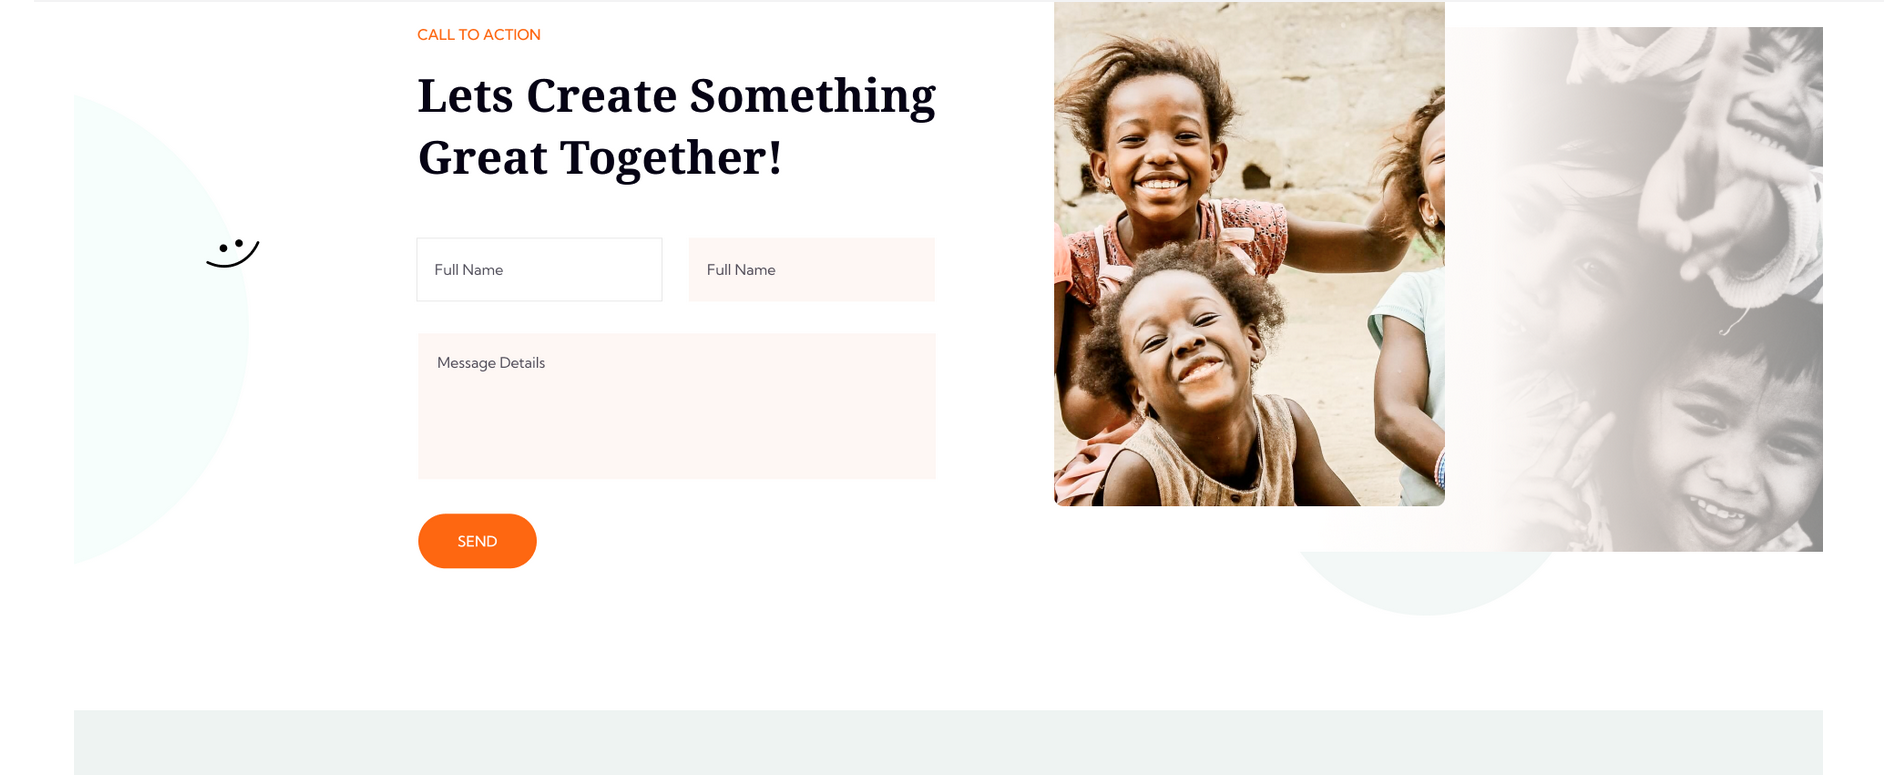 CALL TO ACTION
Lets Create Something
Great Together!
Full Name
Full Name
Message Details
SEND